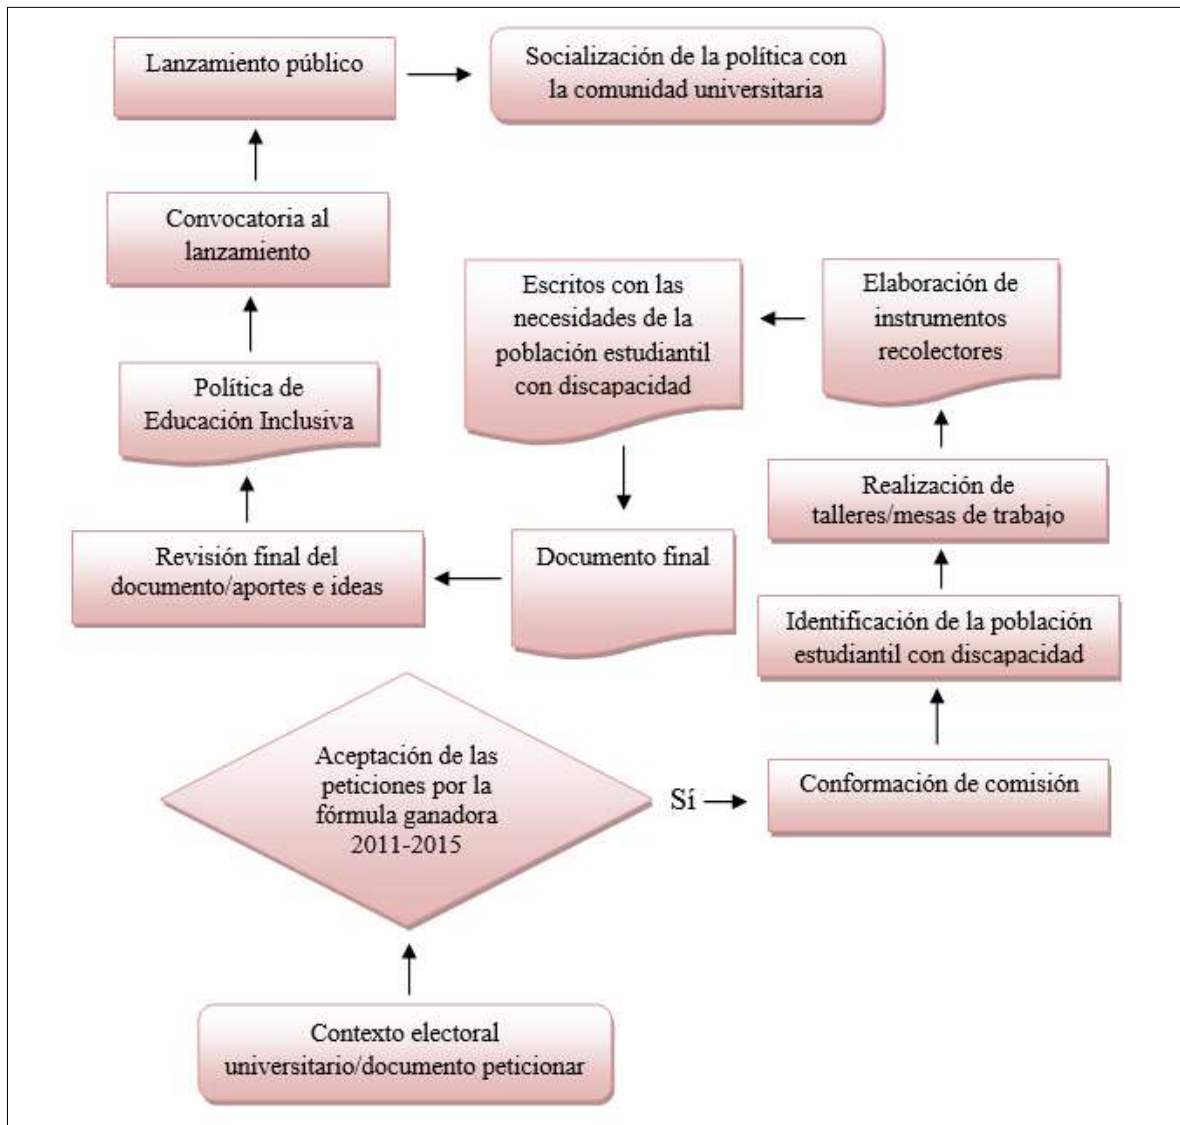 Lanzamiento público
Socialización de la política con
la comunidad universitaria
Convocatoria al
lanzamiento
Escritos con las
necesidades de la
población estudiantil
con discapacidad
Elaboración de
instrumentos
recolectores
Política de
Educación Inclusiva
Realización de
talleres/mesas de trabajo
Revisión final del
documento/aportes e ideas
Documento final
Identificación de la población
estudiantil con discapacidad
Aceptación de las
peticiones por la
fórmula ganadora
2011-2015
Sí
Conformación de comisión
Contexto electoral
universitario/documento peticionar